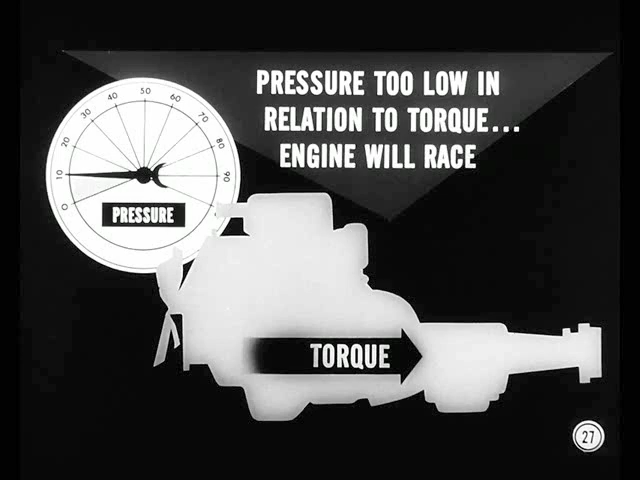 PRESSURE TOO LOW IN
RELATION TO TORQUE...
ENGINE WILL RACE
0
10
20
30
40
50
60
70
80
90
PRESSURE
TORQUE
27